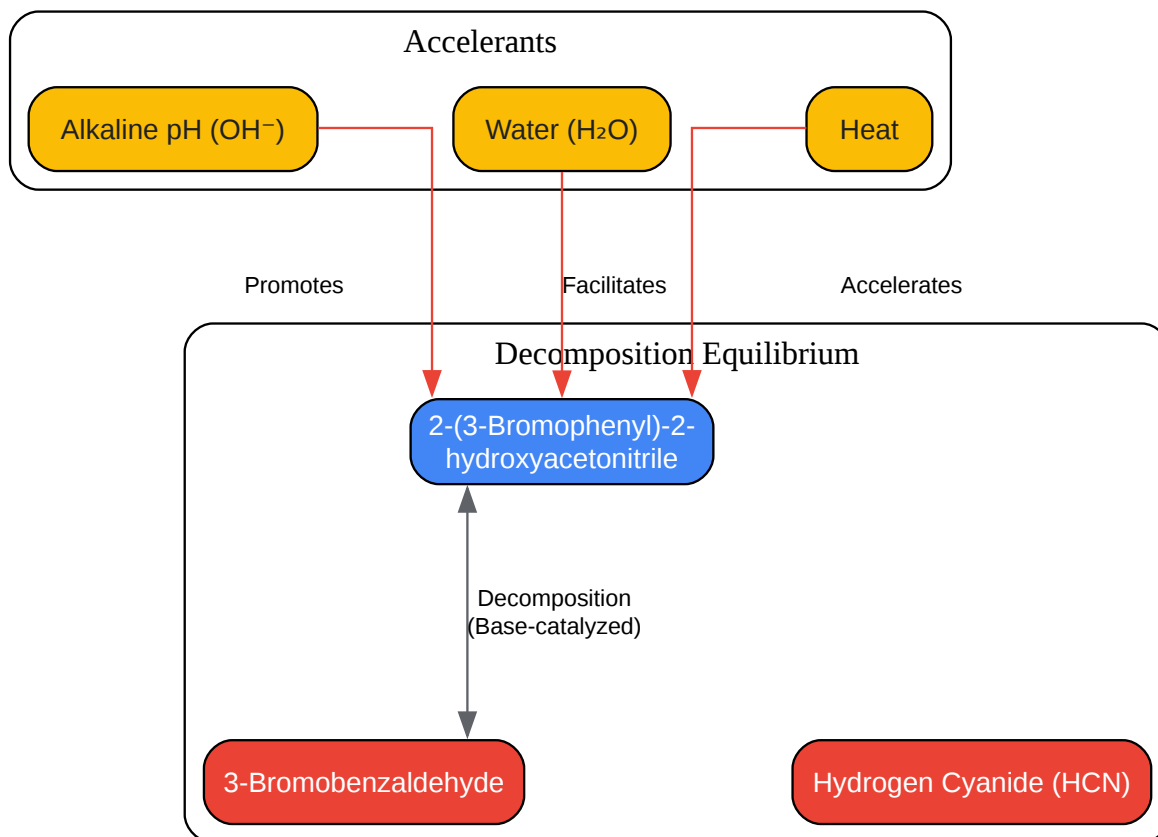 Accelerants
Alkaline pH (OH⁻)
Water (H₂O)
Heat
Promotes
Facilitates
Accelerates
Decomposition Equilibrium
2-(3-Bromophenyl)-2-
hydroxyacetonitrile
Decomposition
(Base-catalyzed)
3-Bromobenzaldehyde
Hydrogen Cyanide (HCN)